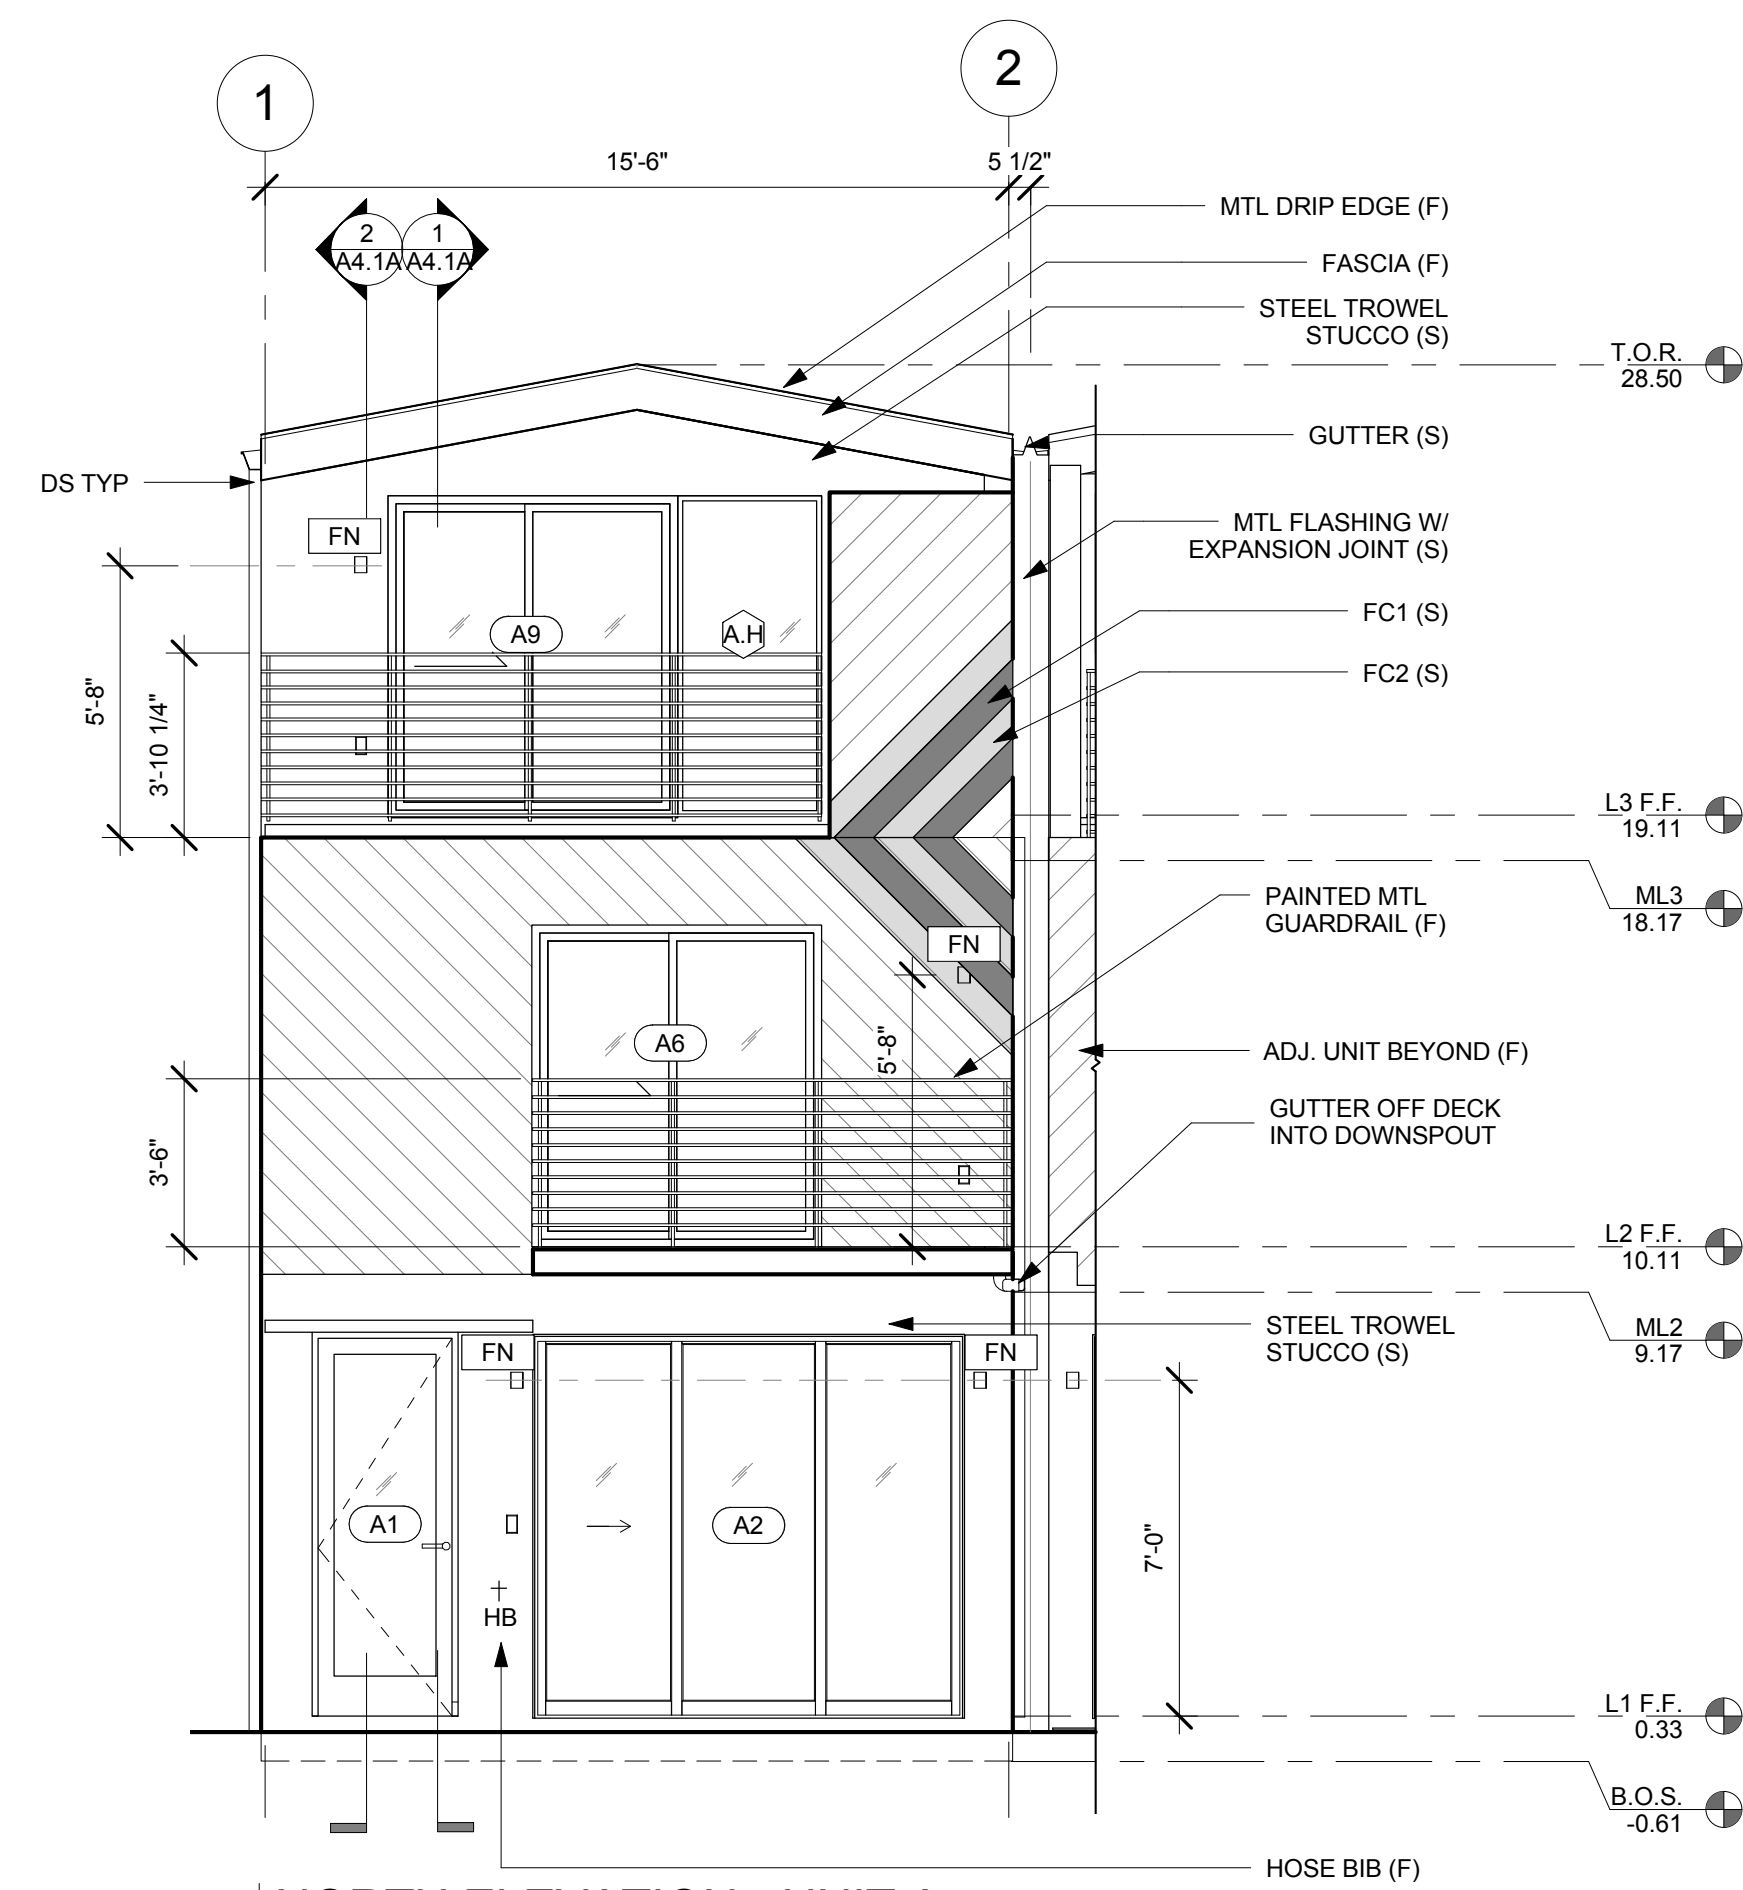 1
2
15'-6"
5 1/2"
2
A4.1A
1
A4.1A
MTL DRIP EDGE (F)
FASCIA (F)
STEEL TROWEL
STUCCO (S)
T.O.R.
28.50
GUTTER (S)
DS TYP
MTL FLASHING W/
EXPANSION JOINT (S)
FN
FC1 (S)
A9
A.H
FC2 (S)
5'-8"
3'-10 1/4"
L3 F.F.
19.11
PAINTED MTL
GUARDRAIL (F)
ML3
18.17
FN
A6
5'-8"
ADJ. UNIT BEYOND (F)
GUTTER OFF DECK
INTO DOWNSPOUT
3'-6"
L2 F.F.
10.11
STEEL TROWEL
STUCCO (S)
ML2
9.17
FN
FN
A1
A2
7'-0"
HB
L1 F.F.
0.33
B.O.S.
-0.61
HOSE BIB (F)